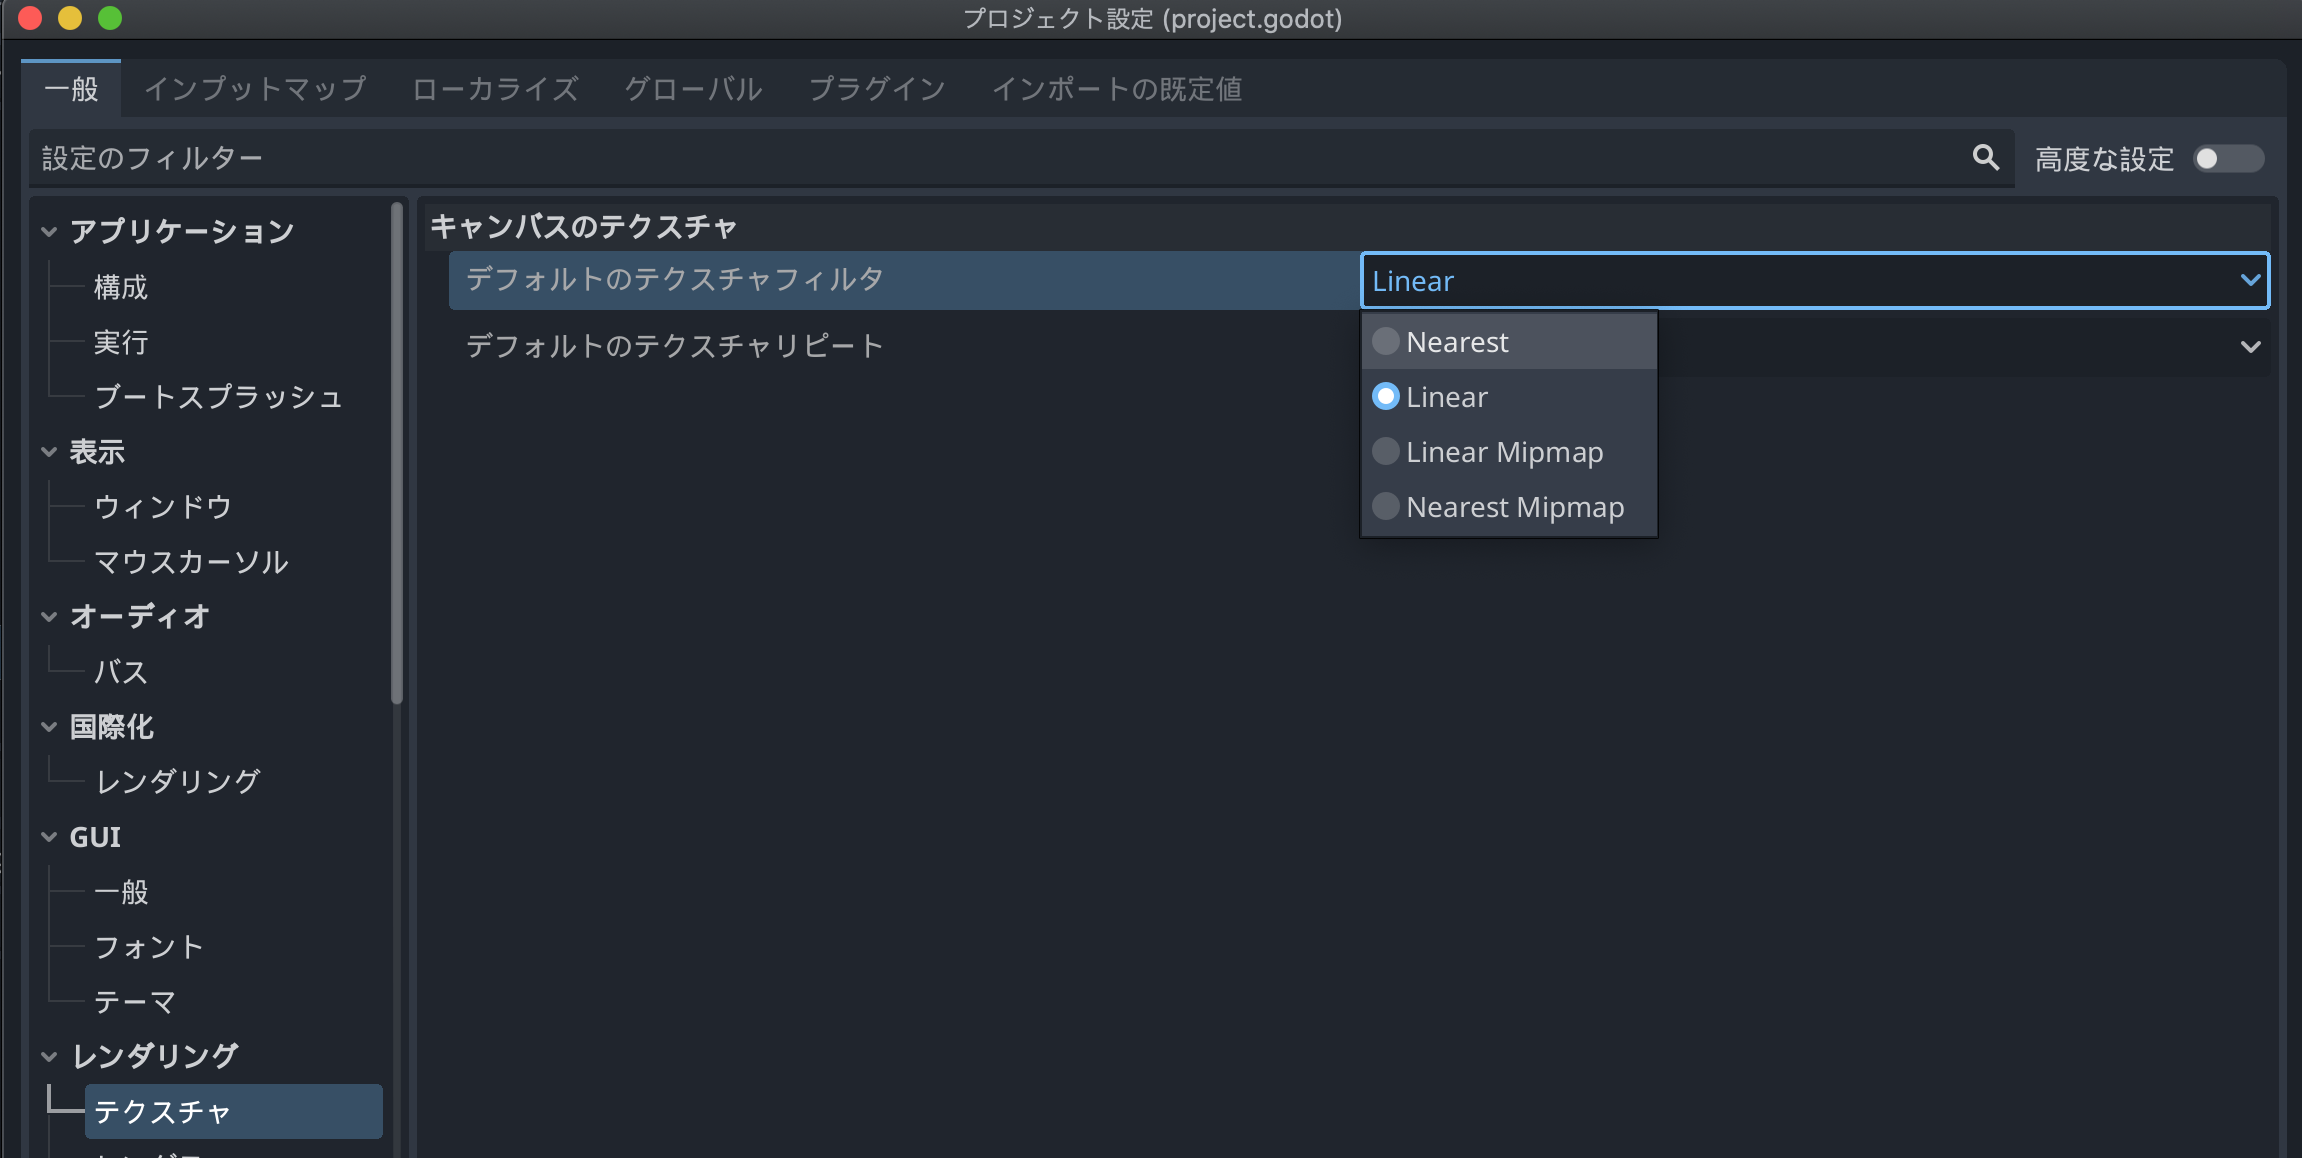 プロジェクト設定 (project.godot)
一般 インプットマップ ローカライズ グローバル プラグイン インポートの既定値
設定のフィルター
高度な設定
アプリケーション
構成
実行
ブートスプラッシュ
表示
ウィンドウ
マウスカーソル
オーディオ
バス
国際化
レンダリング
GUI
一般
フォント
テーマ
レンダリング
テクスチャ
キャンバスのテクスチャ
デフォルトのテクスチャフィルタ
Linear
デフォルトのテクスチャリピート
Nearest
Linear
Linear Mipmap
Nearest Mipmap